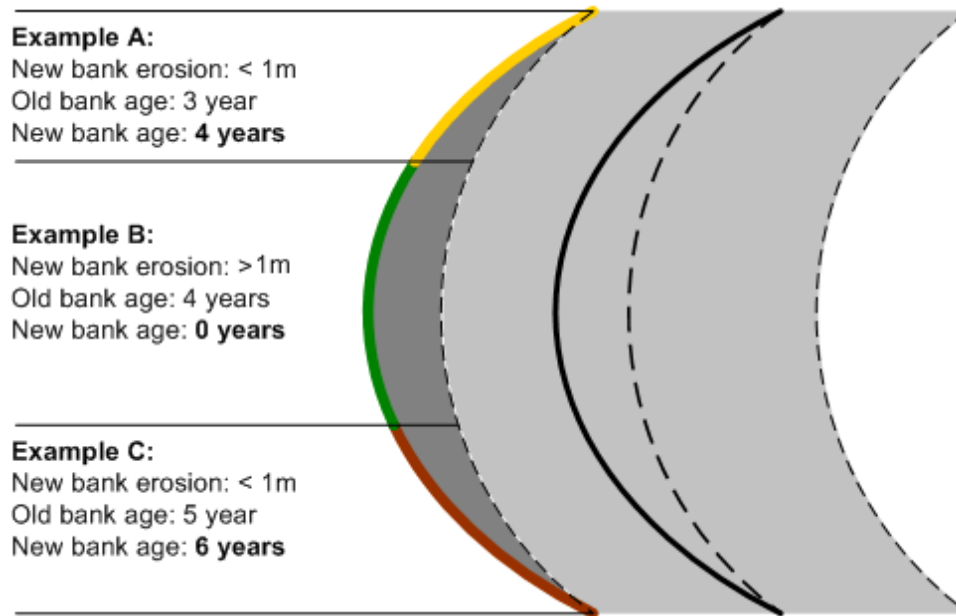 Example A:
New bank erosion: < 1m
Old bank age: 3 year
New bank age: 4 years
Example B:
New bank erosion: >1m
Old bank age: 4 years
New bank age: 0 years
Example C:
New bank erosion: < 1m
Old bank age: 5 year
New bank age: 6 years